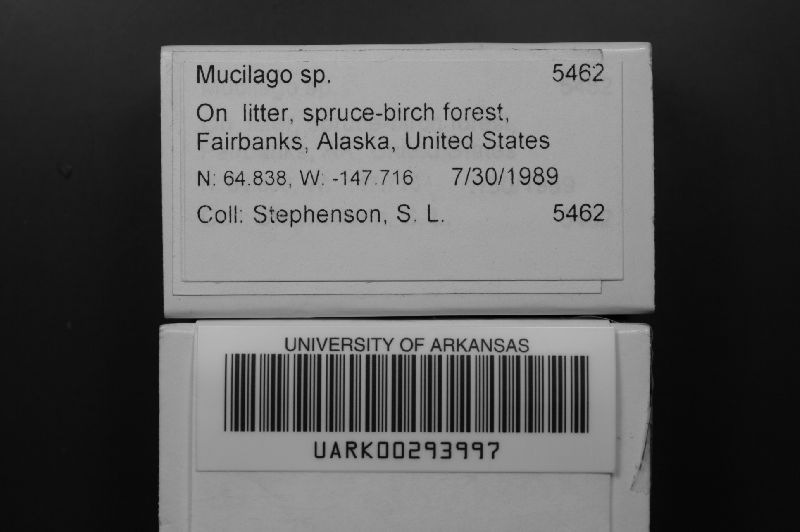 Mucilago sp. 5462
On litter, spruce-birch forest,
Fairbanks, Alaska, United States
N: 64.838, W: -147.716 7/30/1989
Coll: Stephenson, S. L. 5462
UNIVERSITY OF ARKANSAS
UARK00293997